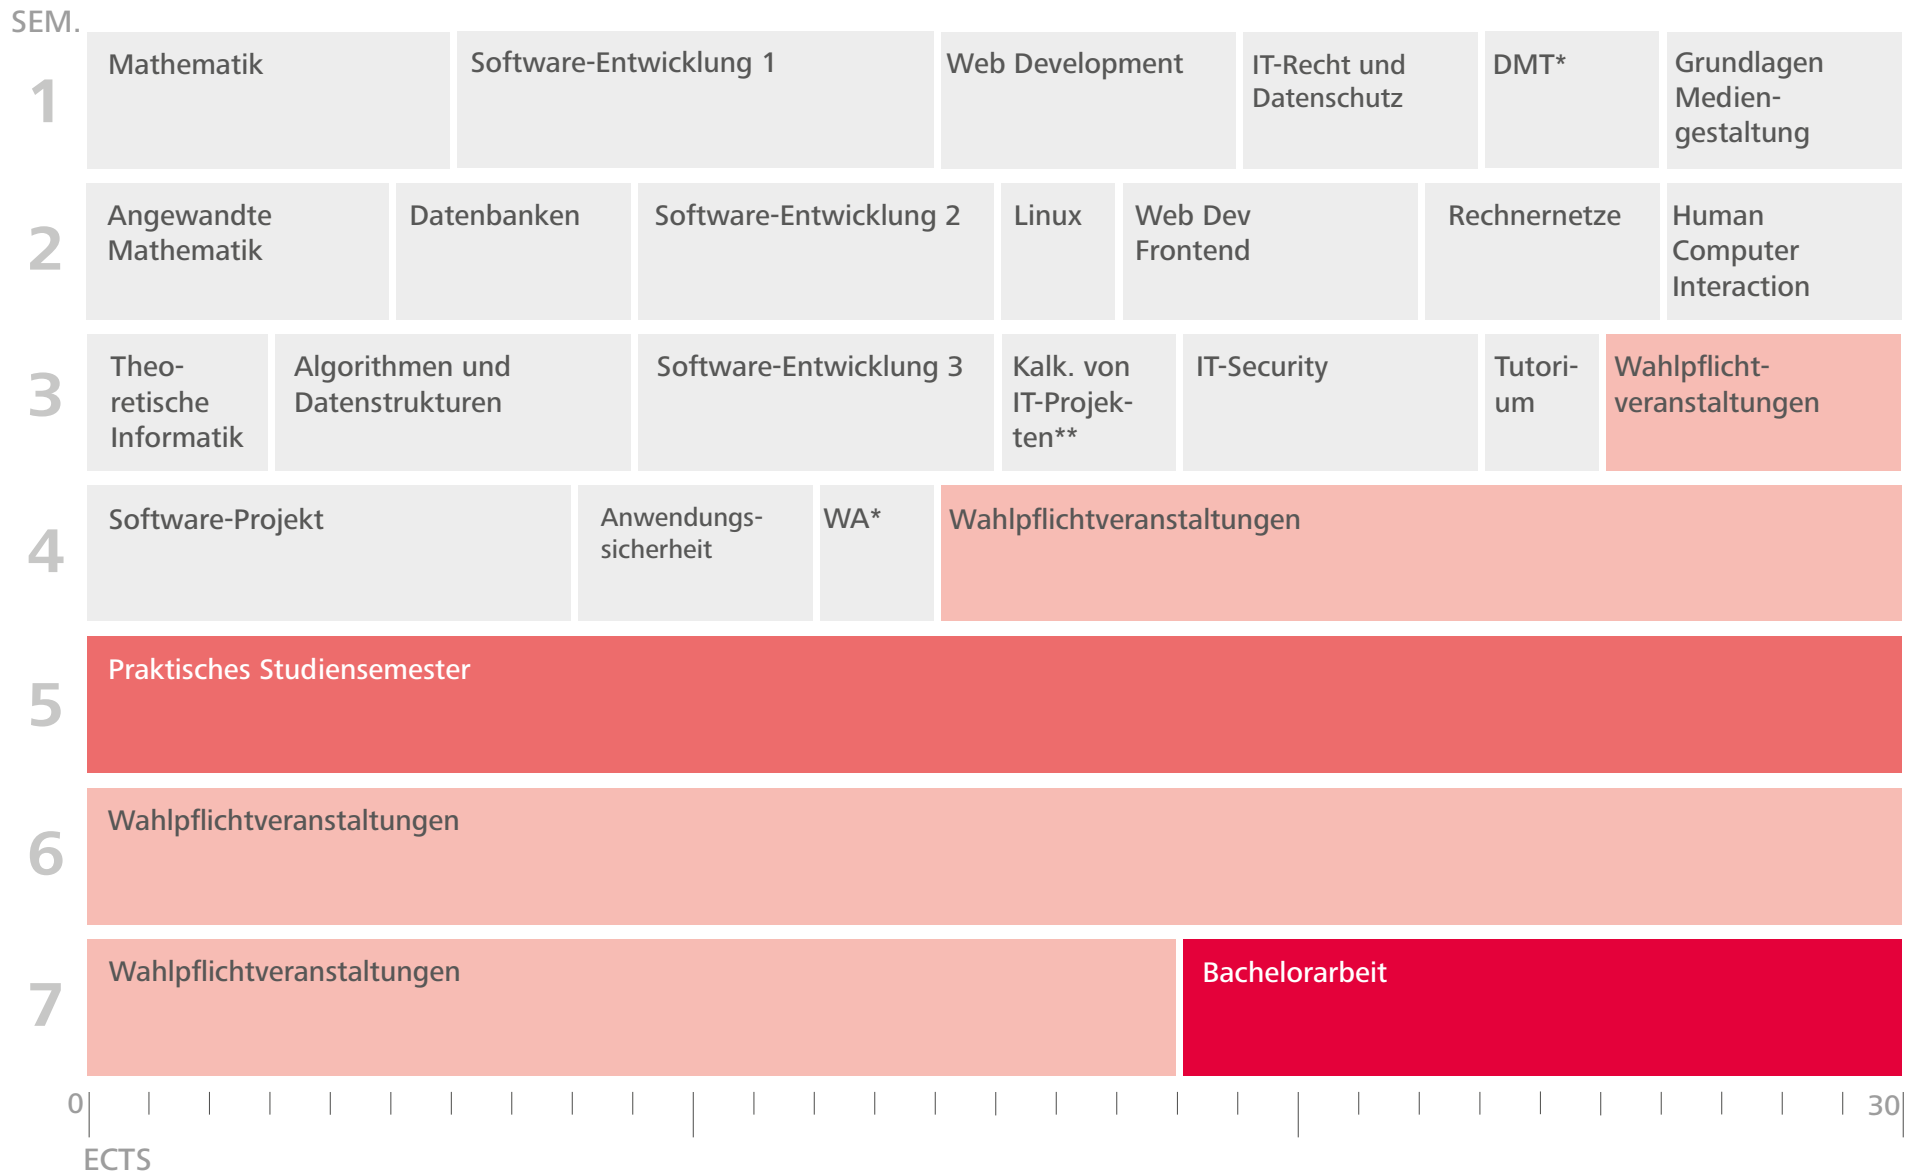 SEM.
1
Mathematik
Software-Entwicklung 1
Web Development
IT-Recht und
Datenschutz
DMT*
Grundlagen
Medien-
gestaltung
2
Angewandte
Mathematik
Datenbanken
Software-Entwicklung 2
Linux
Web Dev
Frontend
Rechnernetze
Human
Computer
Interaction
3
Theo-
retische
Informatik
Algorithmen und
Datenstrukturen
Software-Entwicklung 3
Kalk. von
IT-Projek-
ten**
IT-Security
Tutori-
um
Wahlpflicht-
veranstaltungen
4
Software-Projekt
Anwendungs-
sicherheit
WA*
Wahlpflichtveranstaltungen
5
Praktisches Studiensemester
6
Wahlpflichtveranstaltungen
7
Wahlpflichtveranstaltungen
Bachelorarbeit
0
30
ECTS